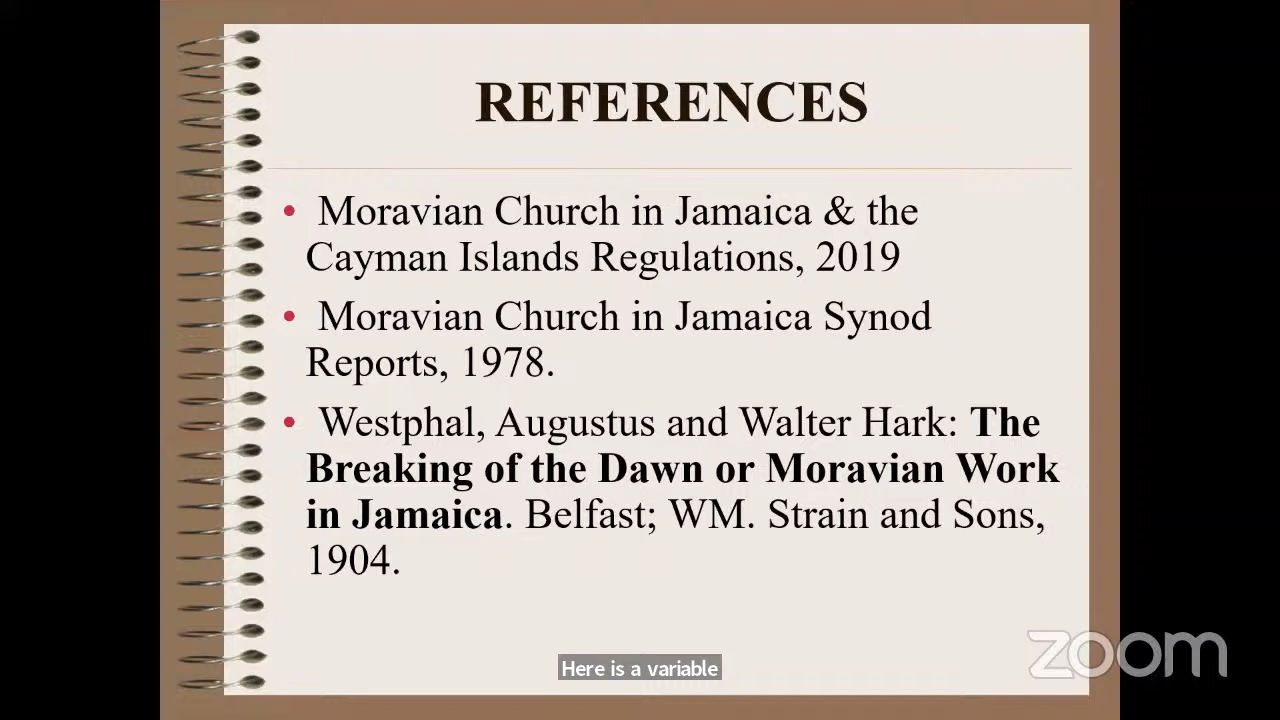 REFERENCES
• Moravian Church in Jamaica & the
Cayman Islands Regulations, 2019
• Moravian Church in Jamaica Synod
Reports, 1978.
• Westphal, Augustus and Walter Hark: The
Breaking of the Dawn or Moravian Work
in Jamaica. Belfast; WM. Strain and Sons,
1904.
zoom
Here is a variable